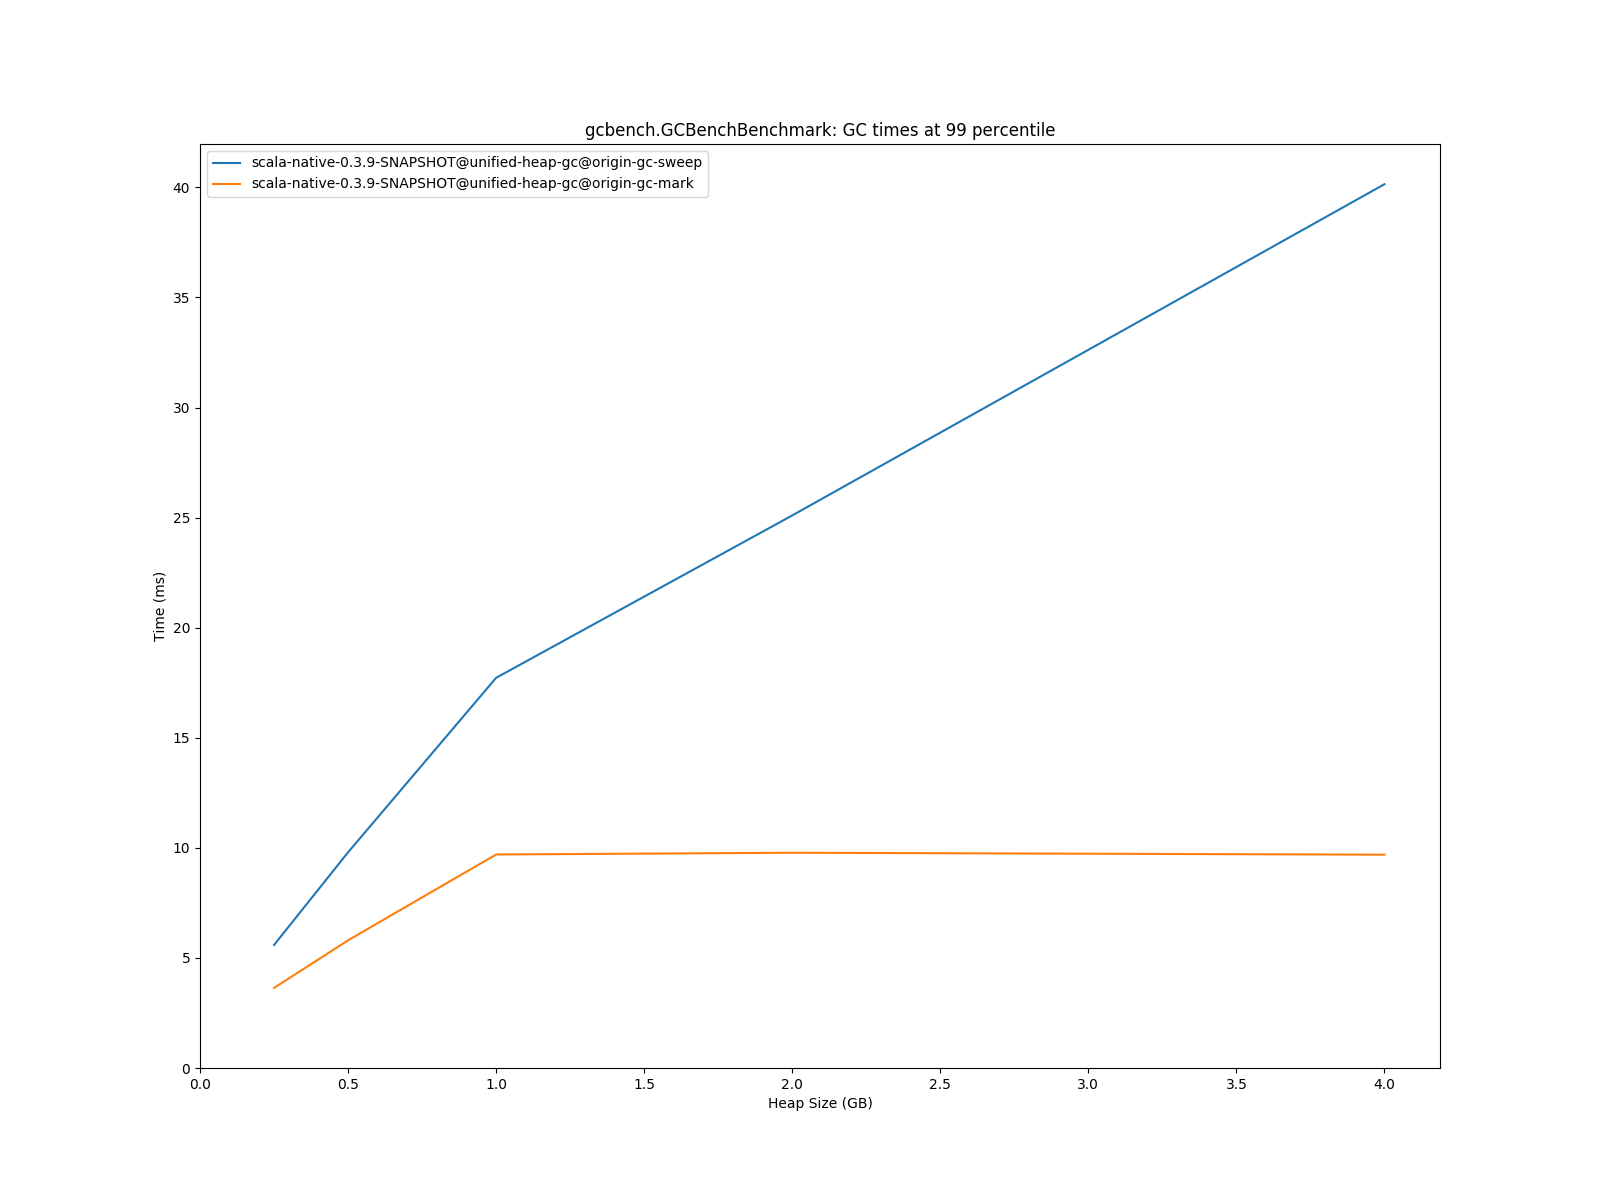 gcbench.GCBenchBenchmark: GC times at 99 percentile
scala-native-0.3.9-SNAPSHOT@unified-heap-gc@origin-gc-sweep
scala-native-0.3.9-SNAPSHOT@unified-heap-gc@origin-gc-mark
40
35
30
25
20
15
10
5
0
Time (ms)
0.0 0.5 1.0 1.5 2.0 2.5 3.0 3.5 4.0
Heap Size (GB)